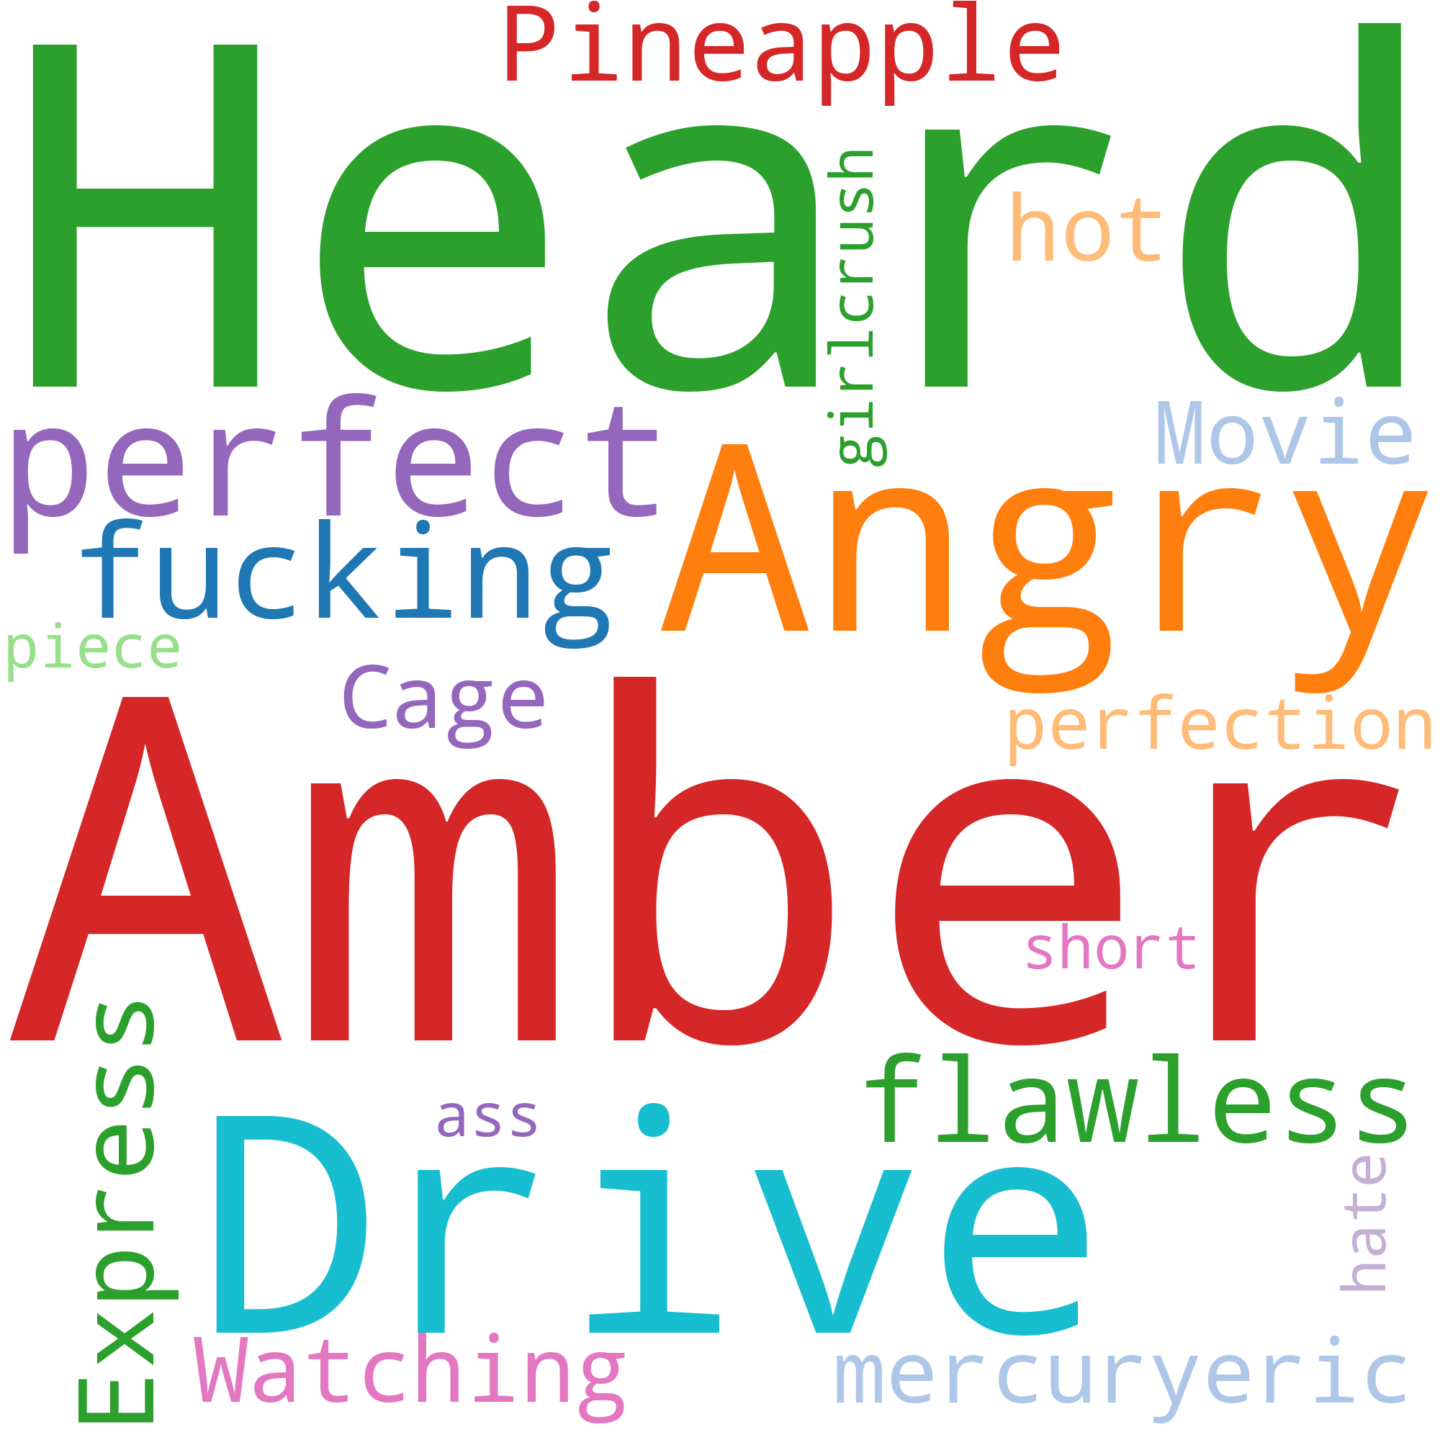 Pineapple
Heard
girlcrush
hot
perfect
Movie
Angry
fucking
piece
Cage
perfection
Amber
short
Express
flawless
ass
Drive
hate
Watching
mercuryeric